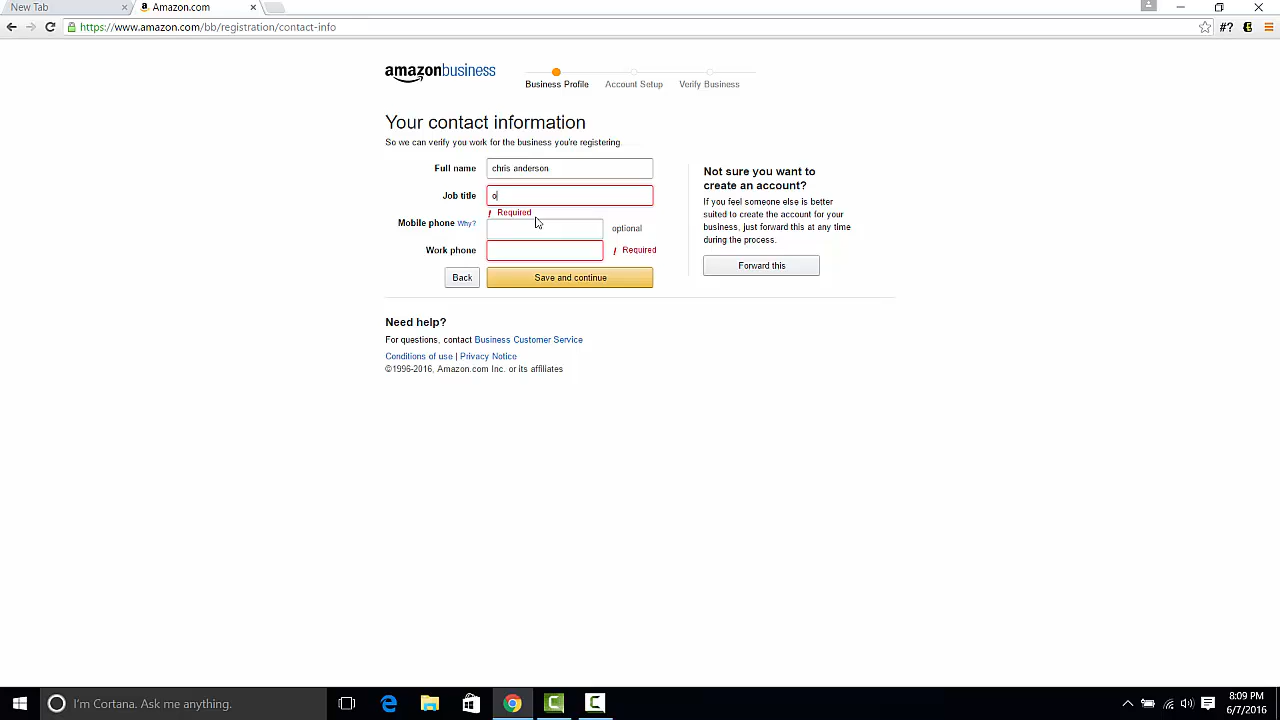 New Tab
Amazon.com
https://www.amazon.com/bb/registration/contact-info
#?
amazonbusiness
Business Profile
Account Setup
Verify Business
Your contact information
So we can verify you work for the business you're registering.
Full name
chris anderson
Job title
o
! Required
Mobile phone Why?
optional
Work phone
! Required
Back
Save and continue
Not sure you want to
create an account?
If you feel someone else is better
suited to create the account for your
business, just forward this at any time
during the process.
Forward this
Need help?
For questions, contact Business Customer Service
Conditions of use | Privacy Notice
©1996-2016, Amazon.com Inc. or its affiliates
I'm Cortana. Ask me anything.
8:09 PM
6/7/2016